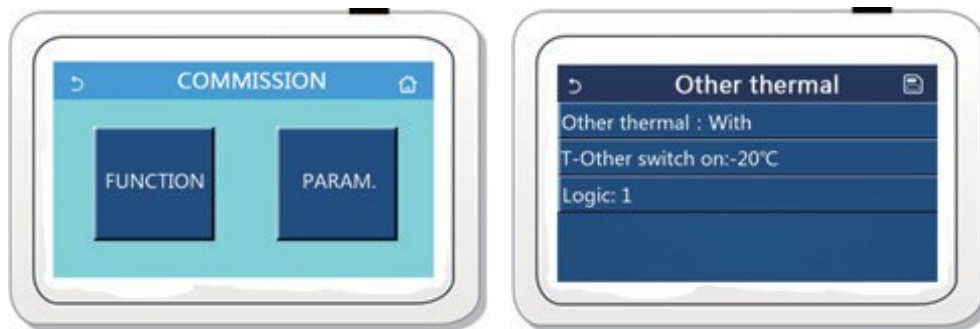 COMMISSION
FUNCTION
PARAM.
Other thermal
Other thermal : With
T-Other switch on:-20℃
Logic: 1